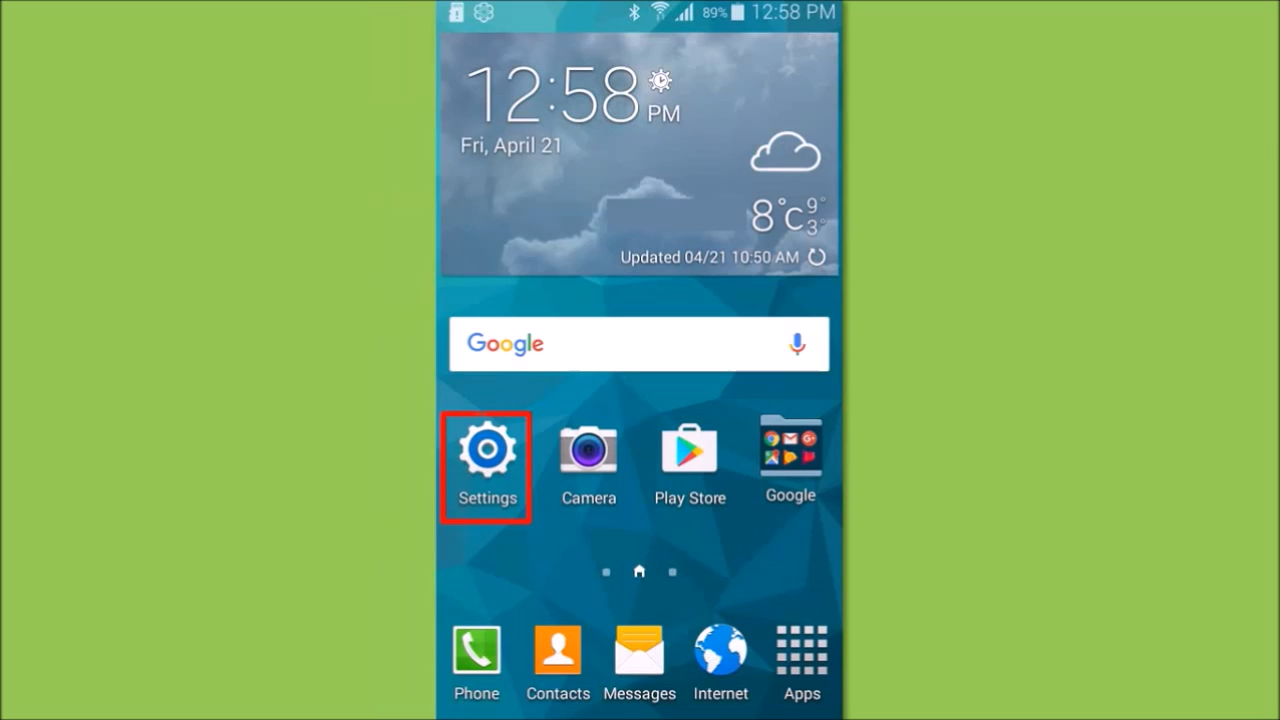 89% 12:58 PM
12:58 PM
Fri, April 21
8°C 9°
3°
Updated 04/21 10:50 AM
Google
Settings Camera Play Store Google
Phone Contacts Messages Internet Apps